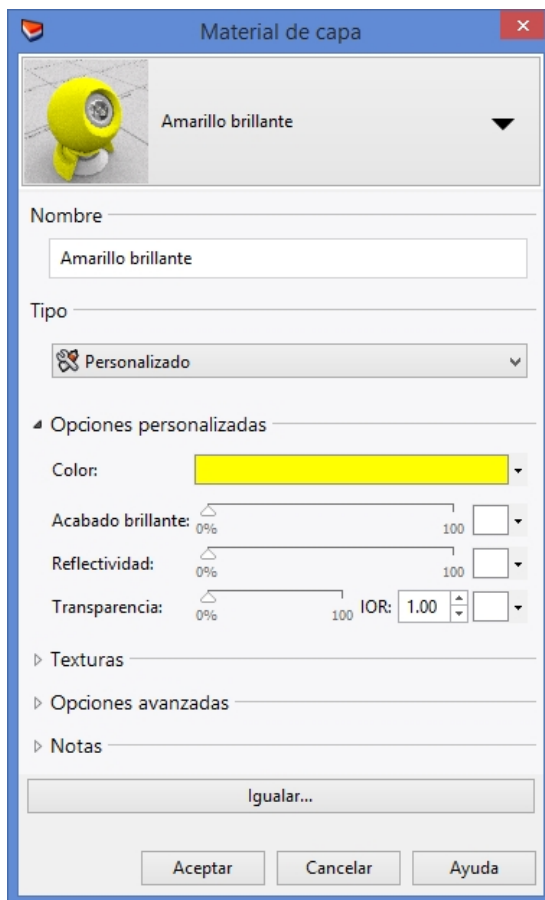 Material de capa
Amarillo brillante
Nombre
Amarillo brillante
Tipo
Personalizado
Opciones personalizadas
Color:
Acabado brillante: 0% 100
Reflectividad: 0% 100
Transparencia: 0% 100 IOR: 1.00
Texturas
Opciones avanzadas
Notas
Igualar...
Aceptar Cancelar Ayuda